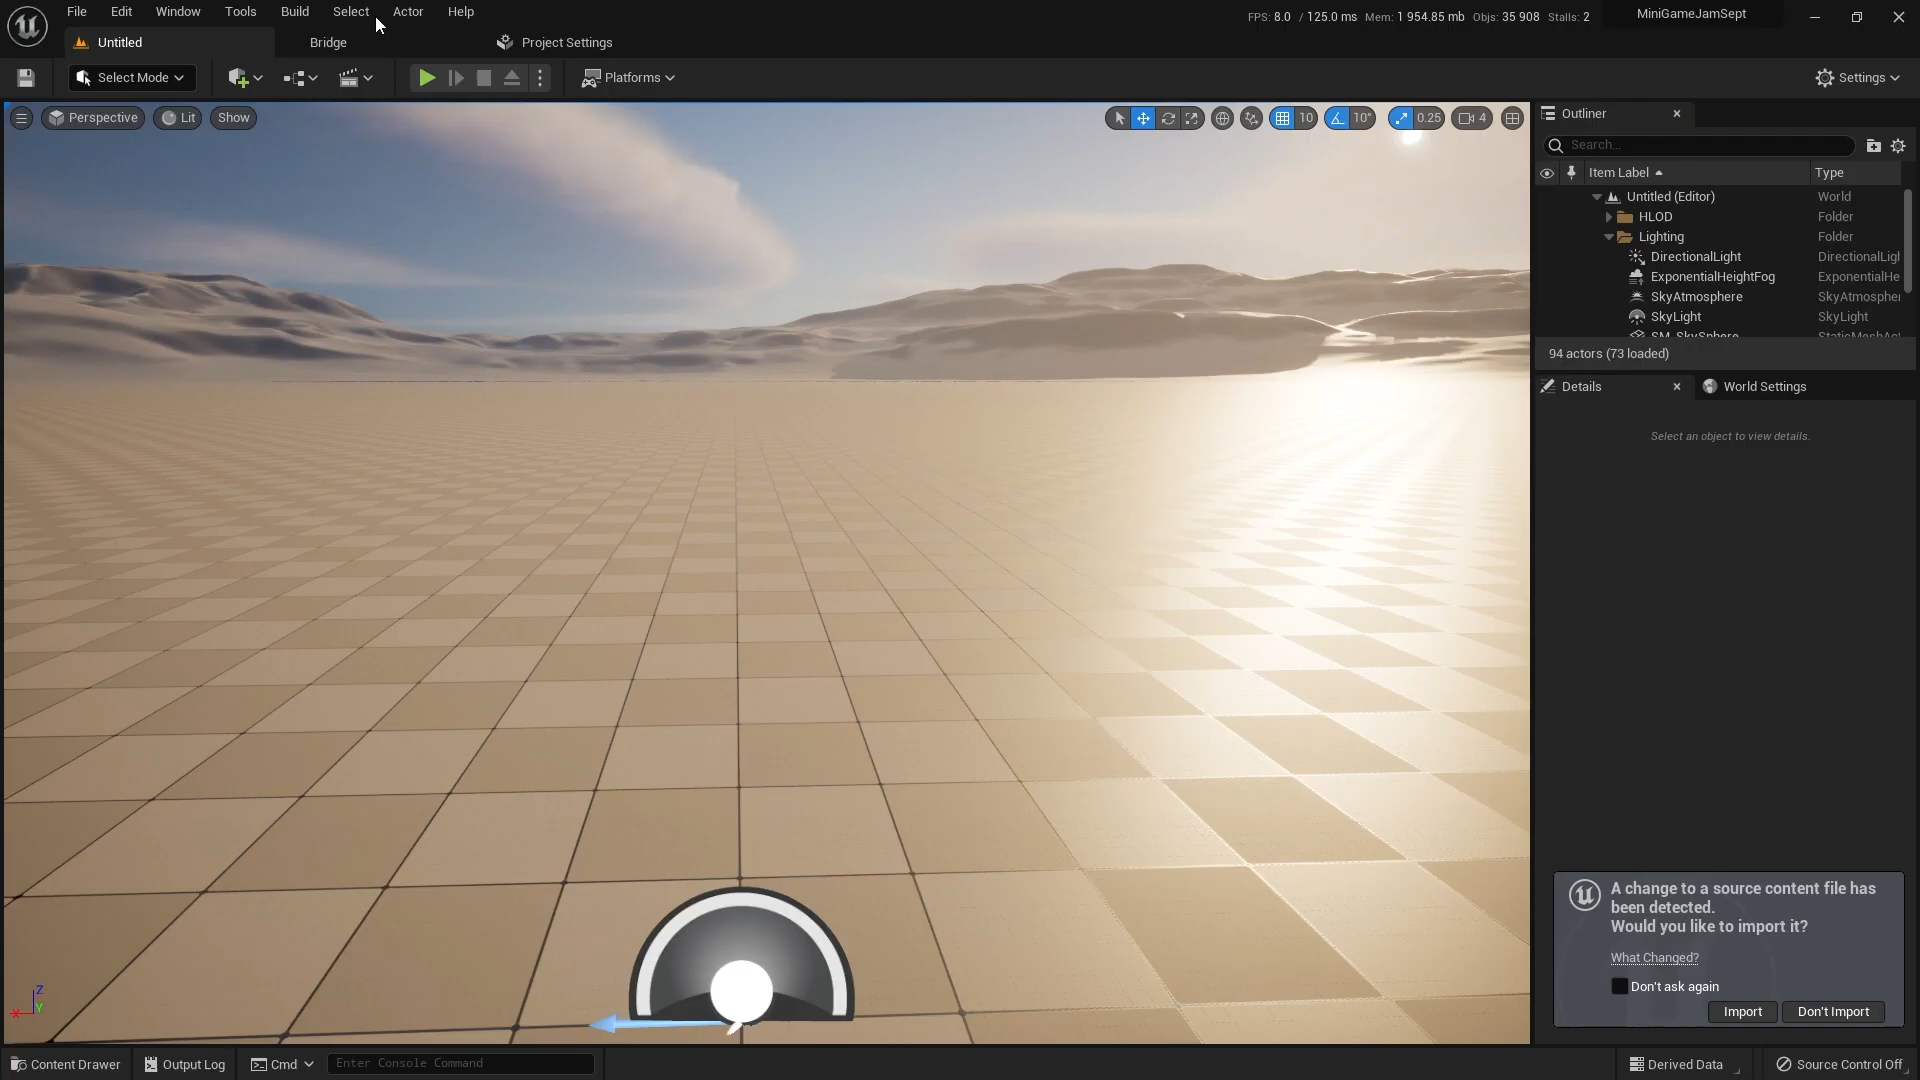 File Edit Window Tools Build Select Actor Help
FPS: 8.0 / 125.0 ms Mem: 1 954.85 mb Objs: 35 908 Stalls: 2
MiniGameJamSept
Untitled Bridge Project Settings
Select Mode Platforms Settings
Perspective Lit Show 10 10° 0.25 4
Outliner
Search...
Item Label Type
Untitled (Editor) World
HLOD Folder
Lighting Folder
DirectionalLight DirectionalLigl
ExponentialHeightFog ExponentialHe
SkyAtmosphere SkyAtmospher
SkyLight SkyLight
SM_SkySphere StaticMeshAct
94 actors (73 loaded)
Details World Settings
Select an object to view details.
A change to a source content file has
been detected.
Would you like to import it?
What Changed?
Don't ask again
Import Don't Import
Z
X Y
Content Drawer Output Log Cmd Enter Console Command Derived Data Source Control Off